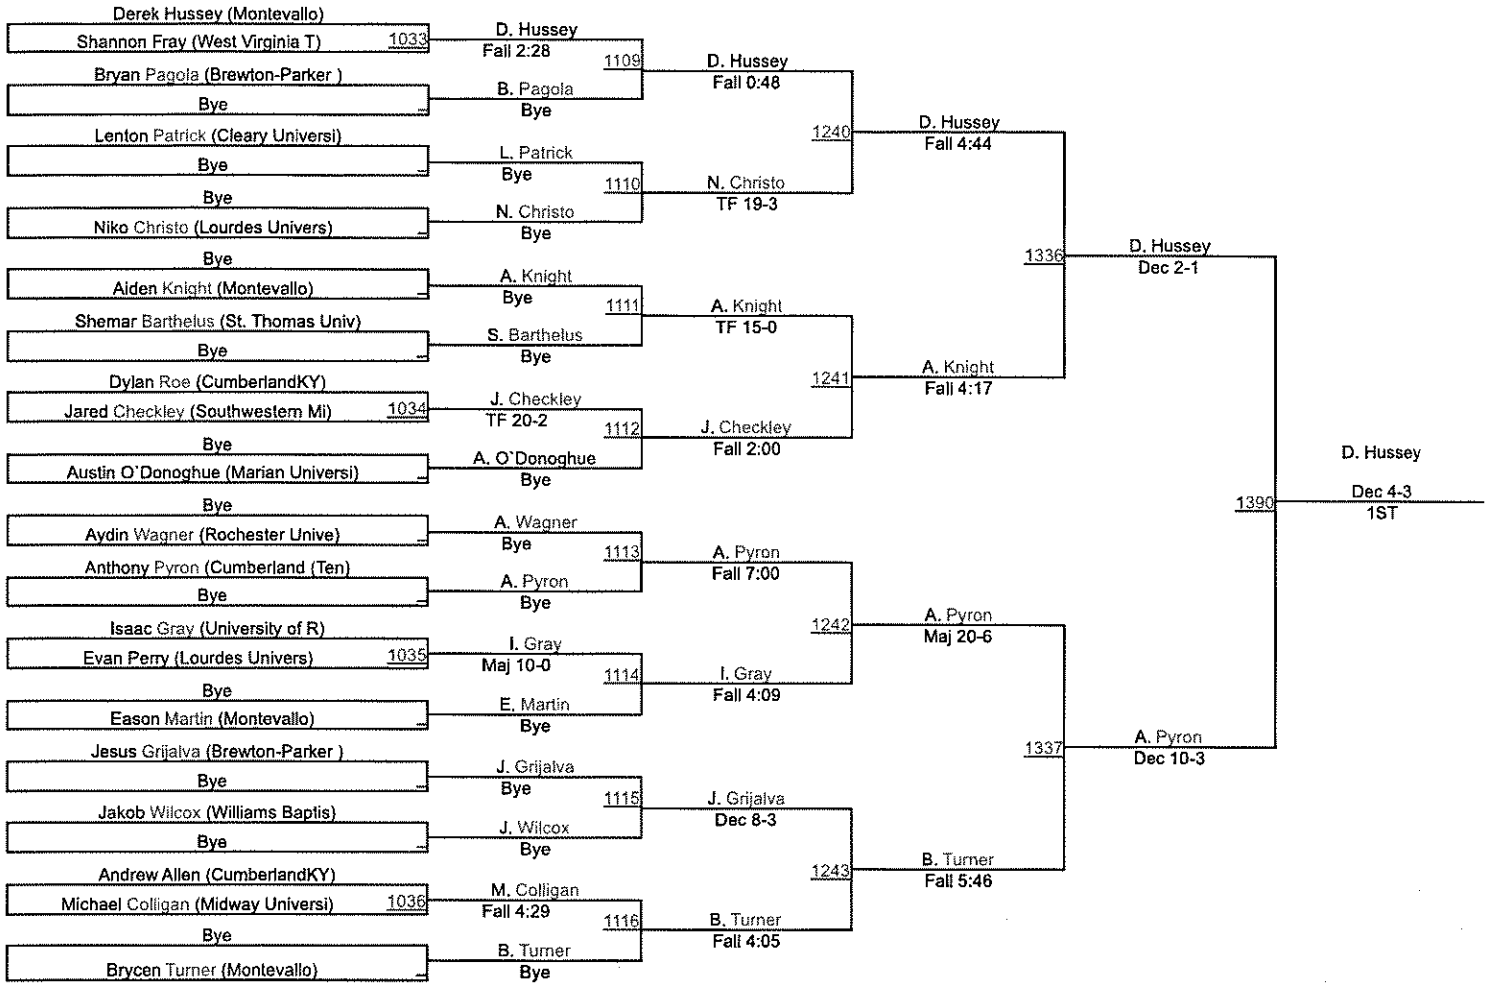 Derek Hussey (Montevallo)
Shannon Fray (West Virginia T)
1033
Bryan Pagola (Brewton-Parker )
Bye
Lenton Patrick (Cleary Universi)
Bye
Bye
Niko Christo (Lourdes Univers)
Bye
Aiden Knight (Montevallo)
Shemar Barthelus (St. Thomas Univ)
Bye
Dylan Roe (CumberlandKY)
Jared Checkley (Southwestern Mi)
1034
Bye
Austin O`Donoghue (Marian Universi)
Bye
Aydin Wagner (Rochester Unive)
Anthony Pyron (Cumberland (Ten)
Bye
Isaac Gray (University of R)
Evan Perry (Lourdes Univers)
1035
Bye
Eason Martin (Montevallo)
Jesus Grijalva (Brewton-Parker )
Bye
Jakob Wilcox (Williams Baptis)
Bye
Andrew Allen (CumberlandKY)
Michael Colligan (Midway Universi)
1036
Bye
Brycen Turner (Montevallo)
D. Hussey
Fall 2:28
1109
B. Pagola
Bye
L. Patrick
Bye
1110
N. Christo
Bye
A. Knight
Bye
1111
S. Barthelus
Bye
J. Checkley
TF 20-2
1112
A. O`Donoghue
Bye
A. Wagner
Bye
1113
A. Pyron
Bye
I. Gray
Maj 10-0
1114
E. Martin
Bye
J. Grijalva
Bye
1115
J. Wilcox
Bye
M. Colligan
Fall 4:29
1116
B. Turner
Bye
D. Hussey
Fall 0:48
1240
N. Christo
TF 19-3
A. Knight
TF 15-0
1241
J. Checkley
Fall 2:00
A. Pyron
Fall 7:00
1242
I. Gray
Fall 4:09
J. Grijalva
Dec 8-3
1243
B. Turner
Fall 4:05
D. Hussey
Fall 4:44
1336
A. Knight
Fall 4:17
A. Pyron
Maj 20-6
1337
B. Turner
Fall 5:46
D. Hussey
Dec 2-1
1390
A. Pyron
Dec 10-3
D. Hussey
Dec 4-3
1ST